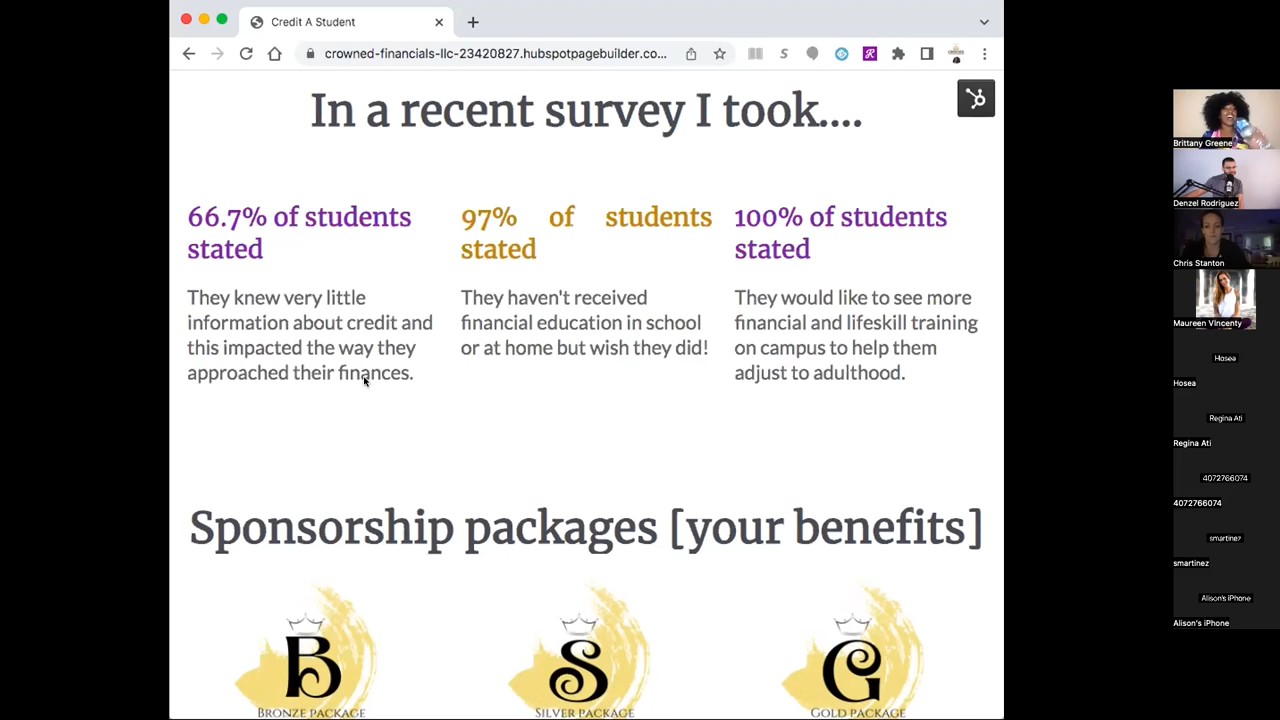 Credit A Student
crowned-financials-llc-23420827.hubspotpagebuilder.co...
In a recent survey I took....
66.7% of students
stated
They knew very little
information about credit and
this impacted the way they
approached their finances.
97% of students
stated
They haven't received
financial education in school
or at home but wish they did!
100% of students
stated
They would like to see more
financial and lifeskill training
on campus to help them
adjust to adulthood.
Sponsorship packages [your benefits]
B
BRONZE PACKAGE
S
SILVER PACKAGE
G
GOLD PACKAGE
Brittany Greene
Denzel Rodriguez
Chris Stanton
Maureen Vincenty
Hosea
Hosea
Regina Ati
Regina Ati
4072766074
4072766074
smartinez
smartinez
Alison's iPhone
Alison's iPhone